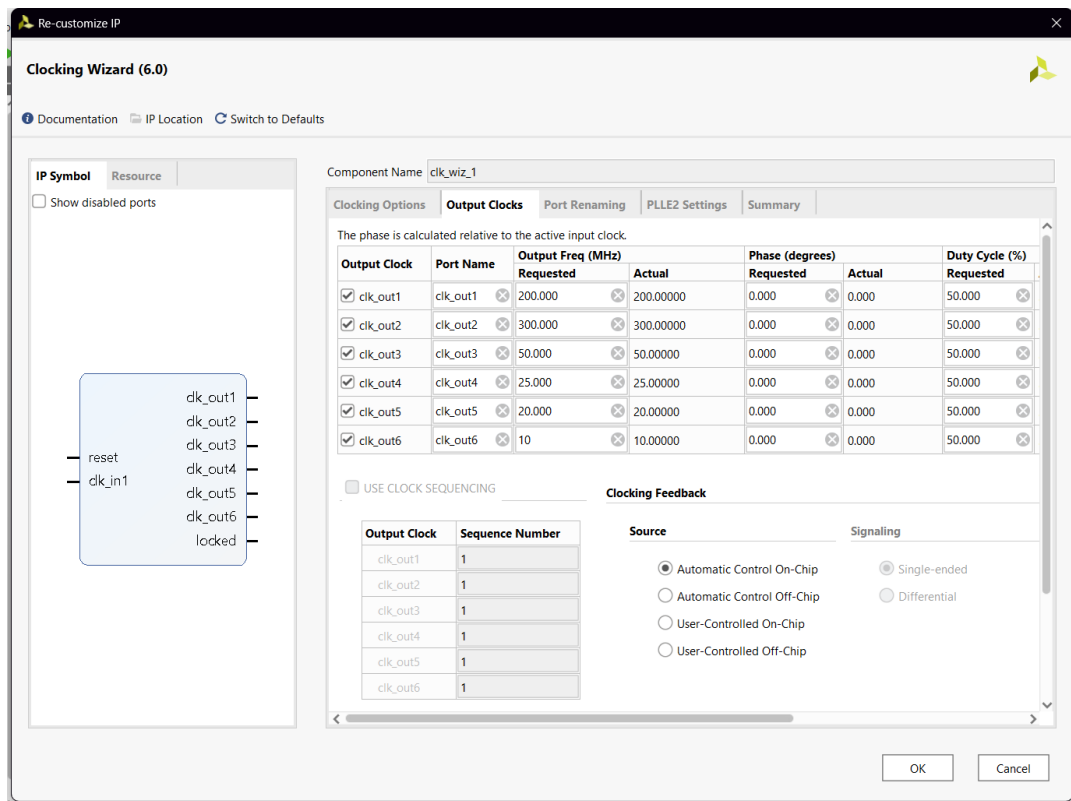 Re-customize IP
Clocking Wizard (6.0)
Documentation IP Location Switch to Defaults
IP Symbol Resource
Show disabled ports
reset
clk_in1
clk_out1
clk_out2
clk_out3
clk_out4
clk_out5
clk_out6
locked
Component Name clk_wiz_1
Clocking Options Output Clocks Port Renaming PLLE2 Settings Summary
The phase is calculated relative to the active input clock.
Output Clock Port Name Output Freq (MHz) Phase (degrees) Duty Cycle (%)
Requested Actual Requested Actual Requested
clk_out1 clk_out1 200.000 200.00000 0.000 0.000 50.000
clk_out2 clk_out2 300.000 300.00000 0.000 0.000 50.000
clk_out3 clk_out3 50.000 50.00000 0.000 0.000 50.000
clk_out4 clk_out4 25.000 25.00000 0.000 0.000 50.000
clk_out5 clk_out5 20.000 20.00000 0.000 0.000 50.000
clk_out6 clk_out6 10 10.00000 0.000 0.000 50.000
USE CLOCK SEQUENCING
Output Clock Sequence Number
clk_out1 1
clk_out2 1
clk_out3 1
clk_out4 1
clk_out5 1
clk_out6 1
Clocking Feedback
Source Signaling
Automatic Control On-Chip Single-ended
Automatic Control Off-Chip Differential
User-Controlled On-Chip
User-Controlled Off-Chip
OK Cancel